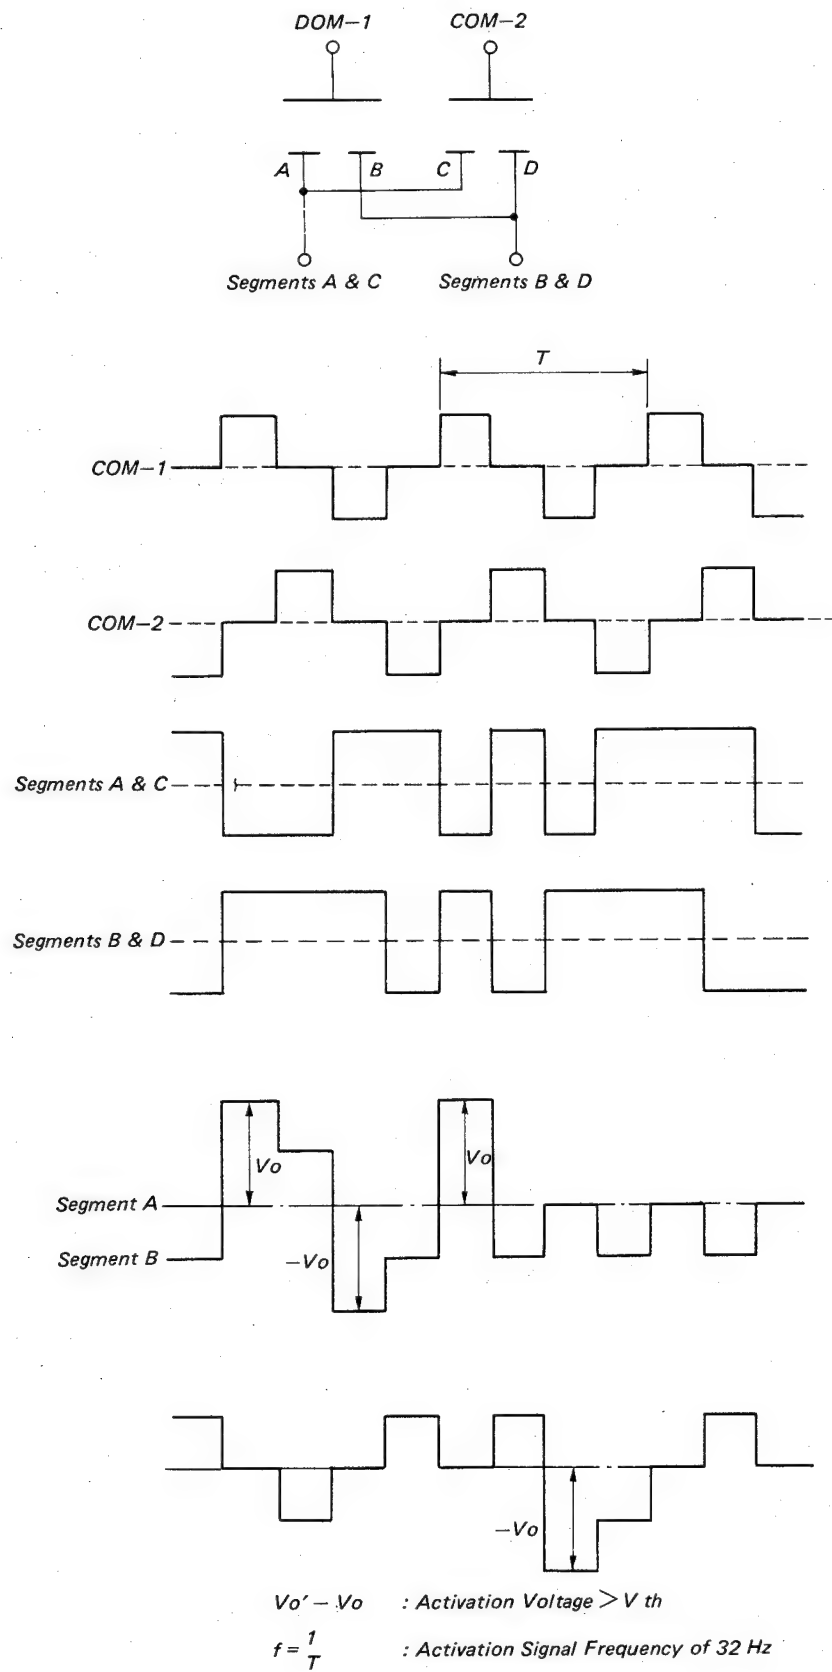 DOM-1 COM-2
A B C D
Segments A & C Segments B & D
T
COM-1
COM-2
Segments A & C
Segments B & D
Vo Vo
Segment A
Segment B
-Vo
-Vo
Vo' - Vo : Activation Voltage > V th
f = 1/T : Activation Signal Frequency of 32 Hz